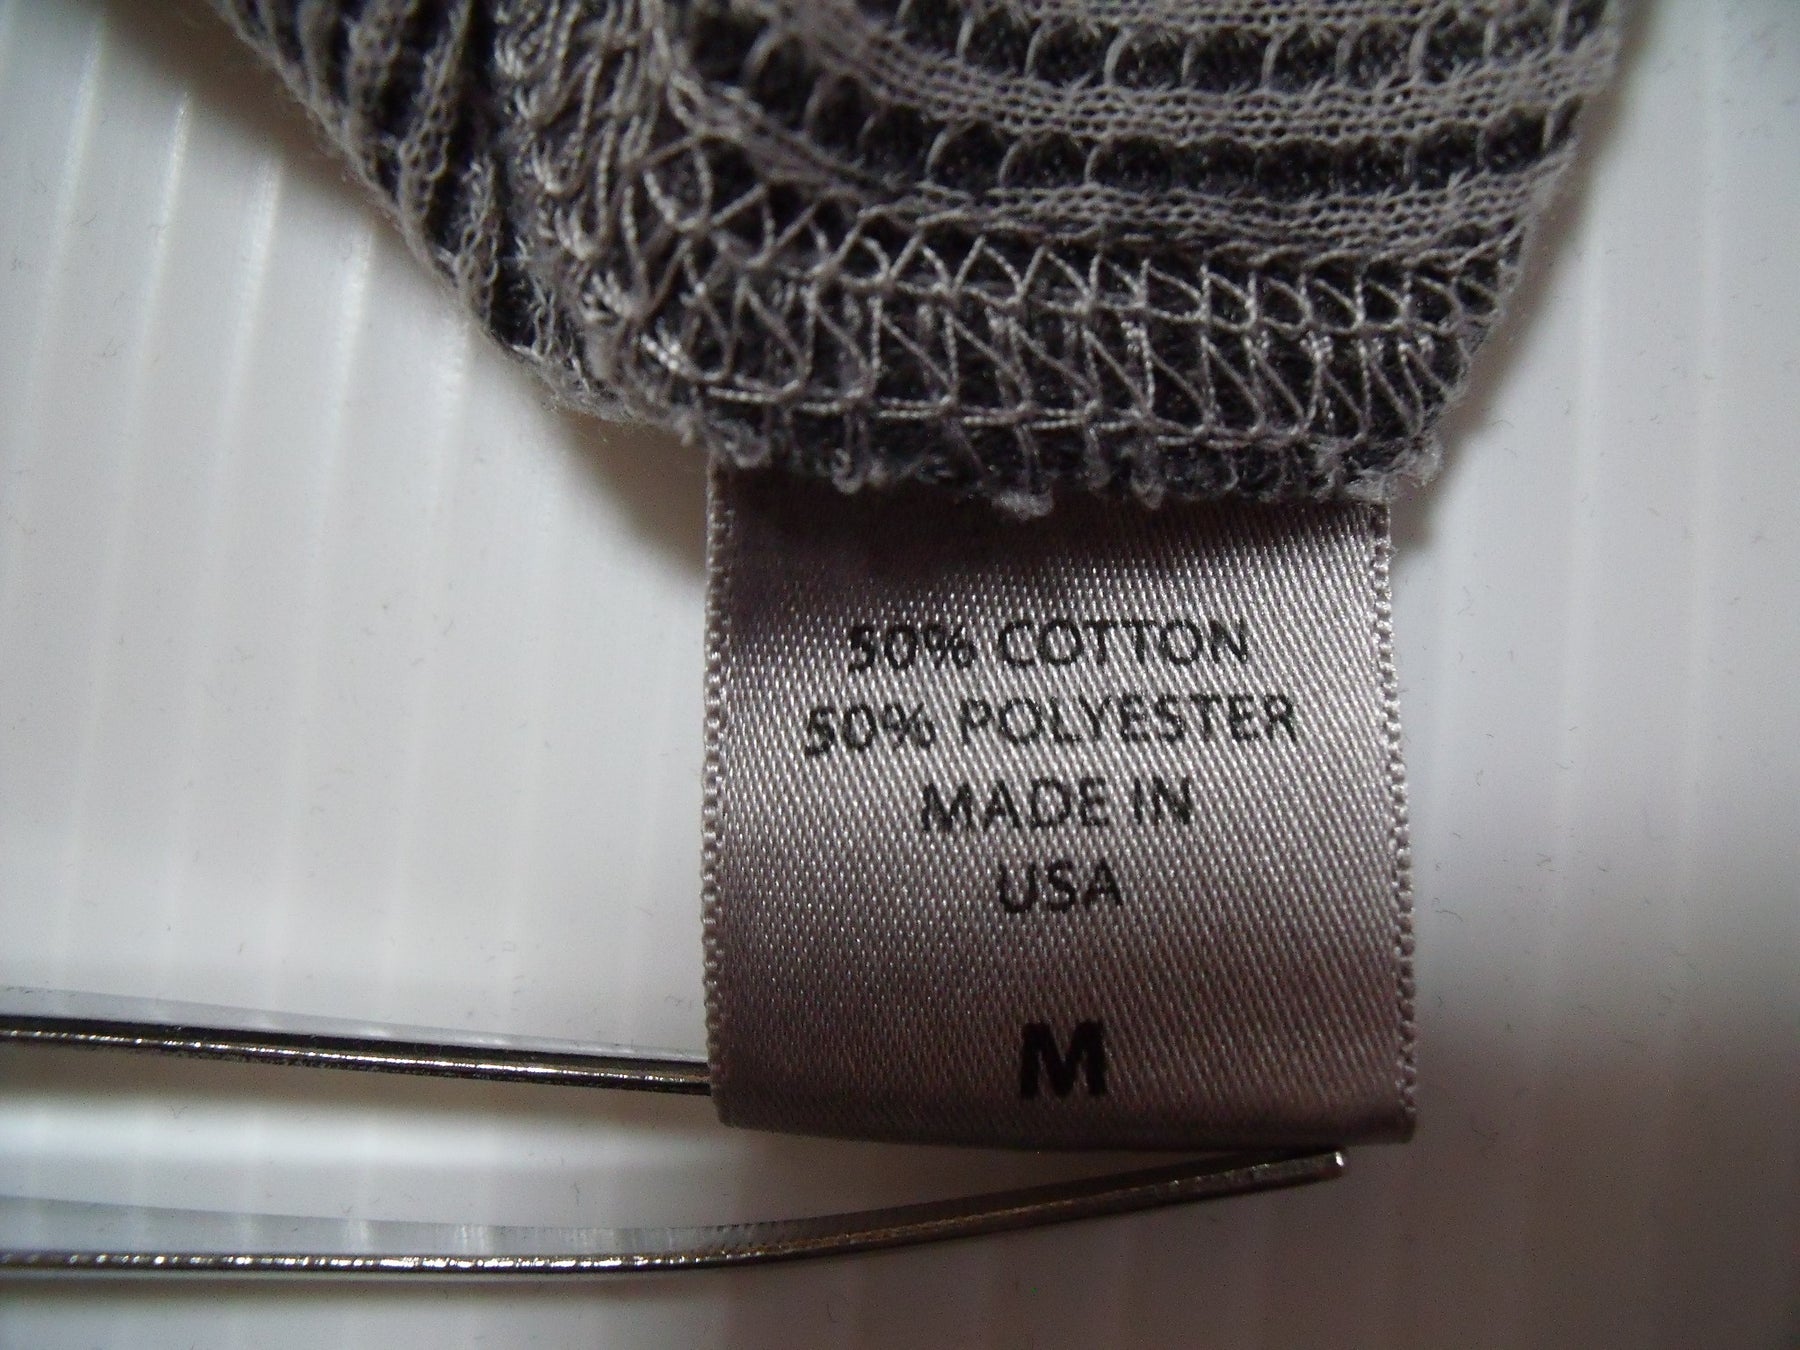 50% COTTON
50% POLYESTER
MADE IN
USA
M